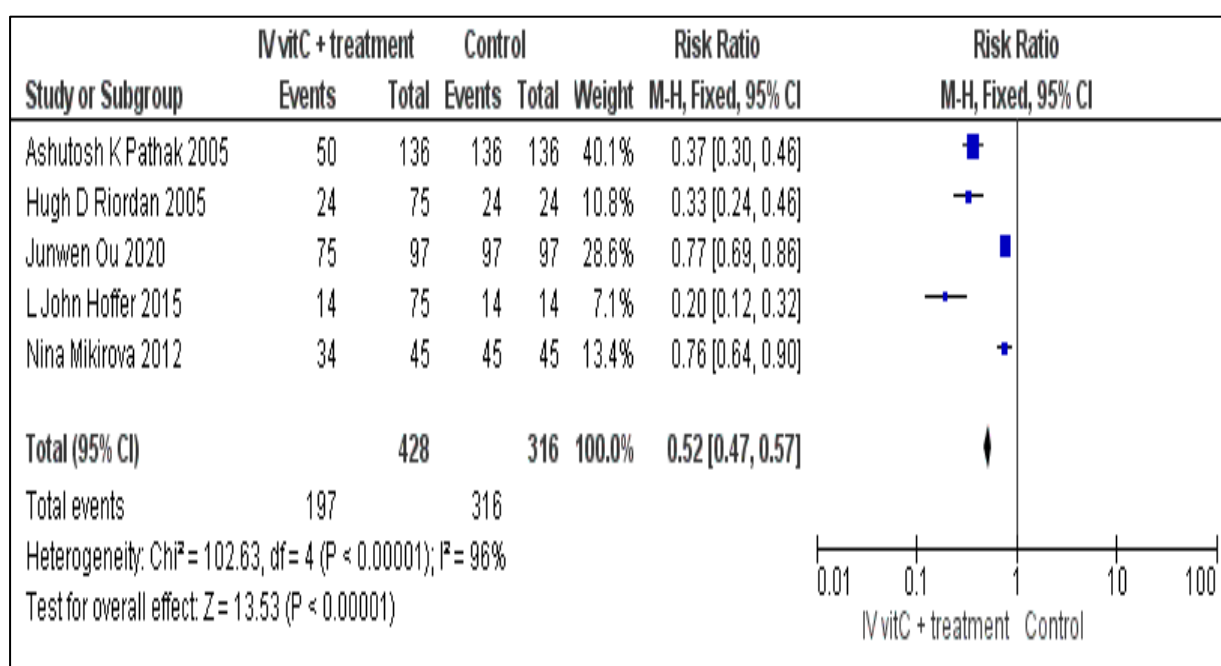 IV vitC + treatment Control Risk Ratio Risk Ratio
Study or Subgroup Events Total Events Total Weight M-H, Fixed, 95% CI M-H, Fixed, 95% CI
Ashutosh K Pathak 2005 50 136 136 136 40.1% 0.37 [0.30, 0.46]
Hugh D Riordan 2005 24 75 24 24 10.8% 0.33 [0.24, 0.46]
Junwen Ou 2020 75 97 97 97 28.6% 0.77 [0.69, 0.86]
L John Hoffer 2015 14 75 14 14 7.1% 0.20 [0.12, 0.32]
Nina Mikirova 2012 34 45 45 45 13.4% 0.76 [0.64, 0.90]
Total (95% CI) 428 316 100.0% 0.52 [0.47, 0.57]
Total events 197 316
Heterogeneity: Chi² = 102.63, df = 4 (P < 0.00001); I² = 96%
Test for overall effect: Z = 13.53 (P < 0.00001)
0.01 0.1 1 10 100
IV vitC + treatment Control